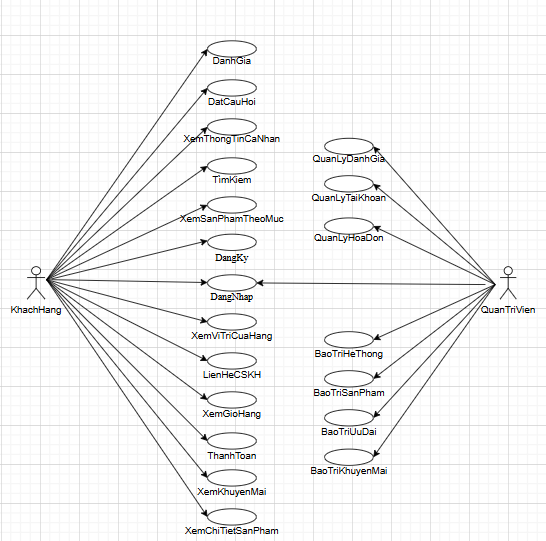 DanhGia
DatCauHoi
XemThongTinCaNhan
TimKiem
XemSanPhamTheoMuc
DangKy
DangNhap
XemViTriCuaHang
LienHeCSKH
XemGioHang
ThanhToan
XemKhuyenMai
XemChiTietSanPham
KhachHang
QuanLyDanhGia
QuanLyTaiKhoan
QuanLyHoaDon
BaoTriHeThong
BaoTriSanPham
BaoTriUuDai
BaoTriKhuyenMai
QuanTriVien